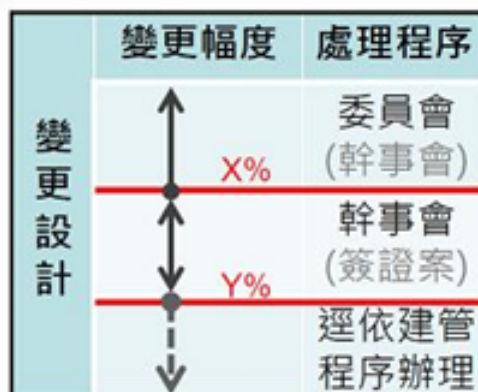 變更幅度 處理程序
變更設計
委員會
(幹事會)
X%
幹事會
(簽證案)
Y%
逕依建管
程序辦理